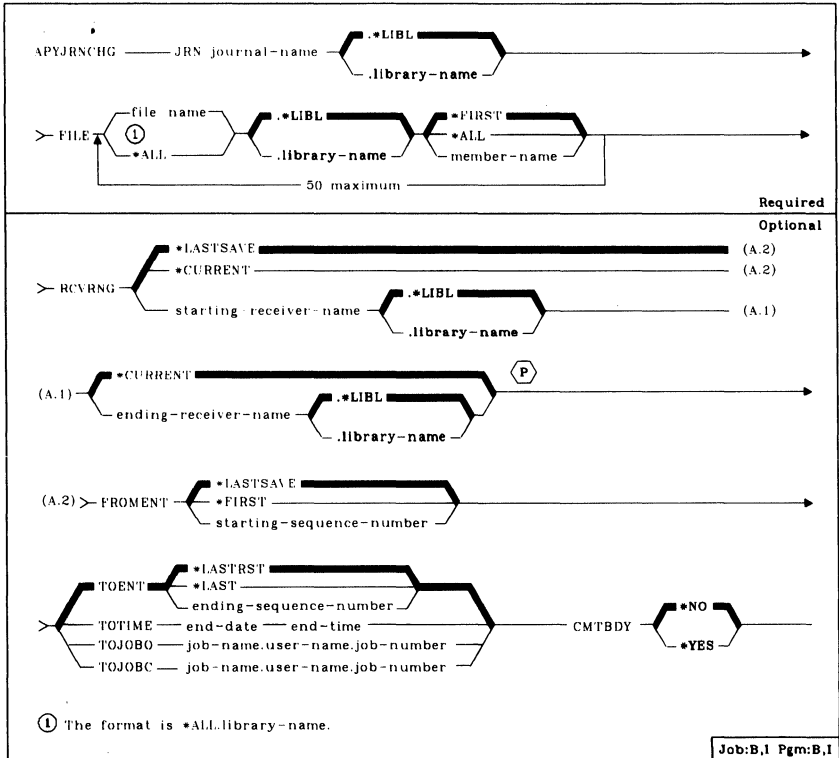 .*LIBL
APYJRNCHG JRN journal-name
.library-name
file name .*LIBL *FIRST
FILE ① *ALL
*ALL .library-name member-name
50 maximum
Required
Optional
*LASTSAVE (A.2)
*CURRENT (A.2)
RCVRNG
starting-receiver-name .*LIBL (A.1)
.library-name
*CURRENT P
(A.1)
ending-receiver-name .*LIBL
.library-name
*LASTSAVE
(A.2) FROMENT *FIRST
starting-sequence-number
*LASTRST
TOENT *LAST
ending-sequence-number
TOTIME end-date end-time CMTBDY *NO
TOJOBO job-name.user-name.job-number *YES
TOJOBC job-name.user-name.job-number
① The format is *ALL.library-name.
Job:B,I Pgm:B,I